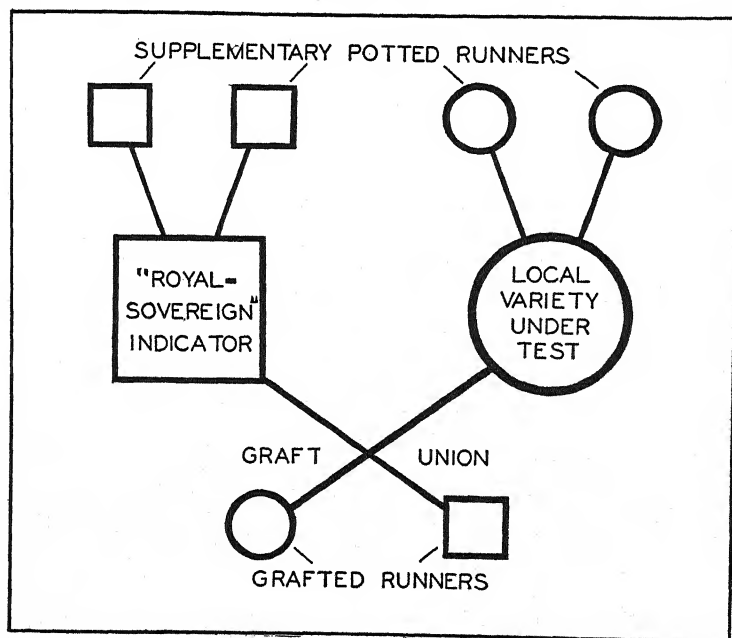 SUPPLEMENTARY POTTED RUNNERS
"ROYAL-
SOVEREIGN"
INDICATOR
LOCAL
VARIETY
UNDER
TEST
GRAFT UNION
GRAFTED RUNNERS